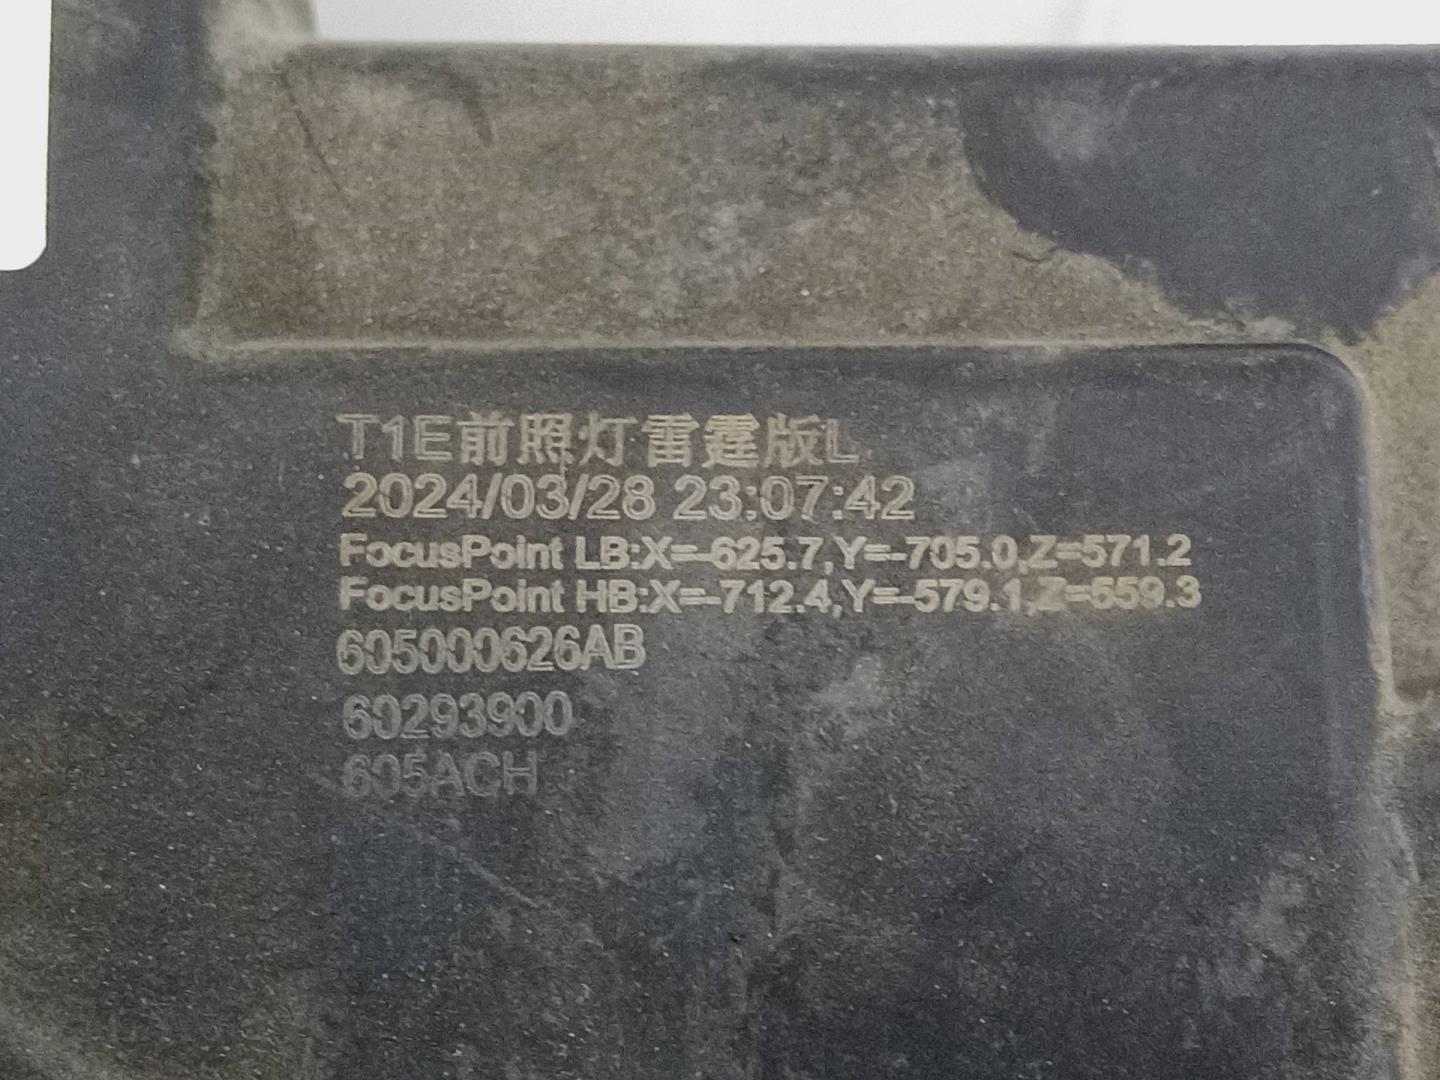 T1E前照灯雷霆版L
2024/03/28 23:07:42
FocusPoint LB:X=-625.7,Y=-705.0,Z=571.2
FocusPoint HB:X=-712.4,Y=-579.1,Z=559.3
605000626AB
60293900
605ACH